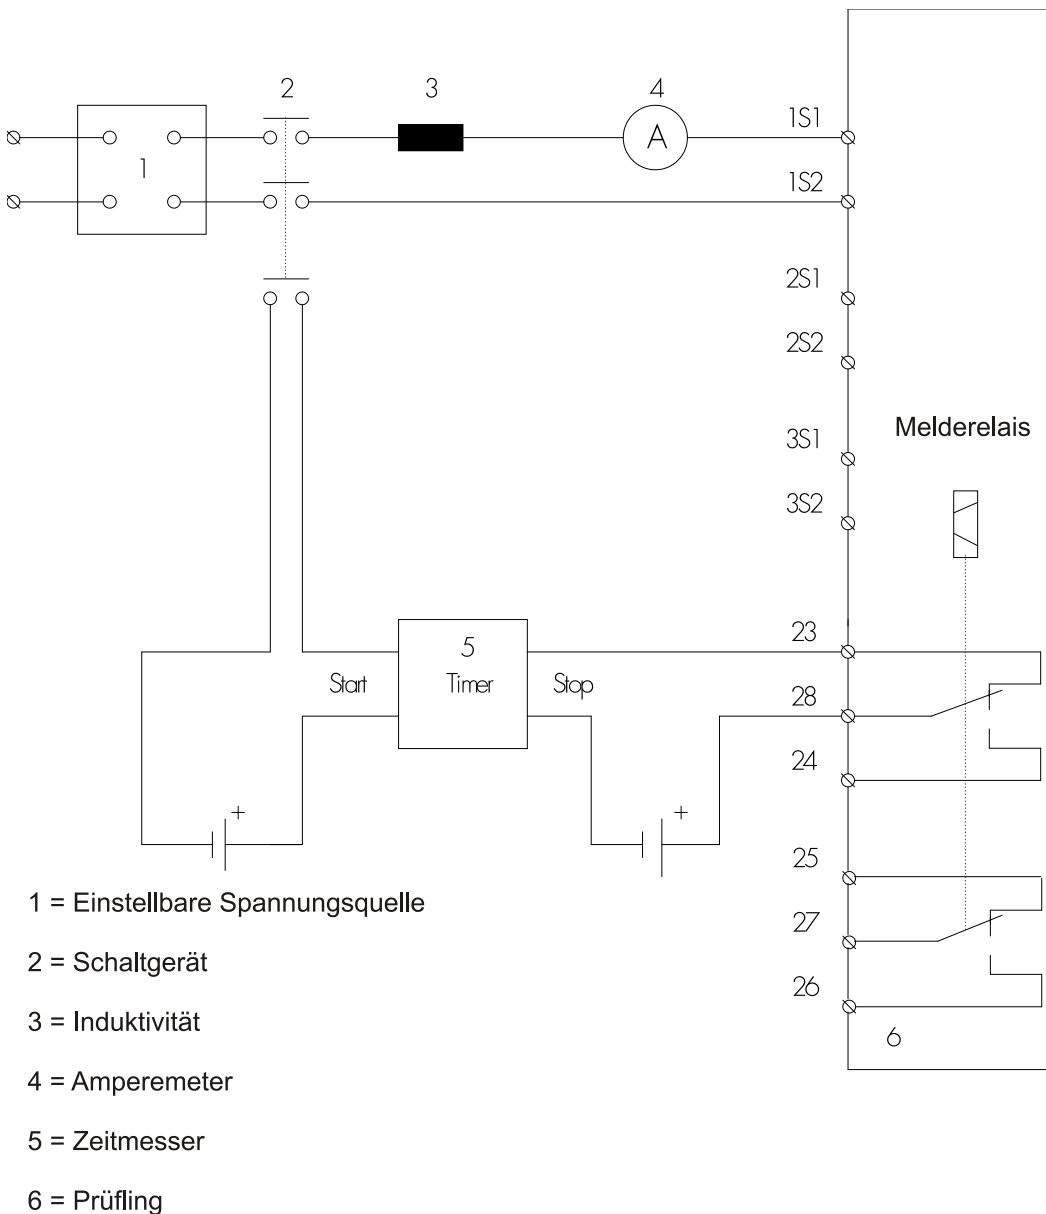 2
3
4
1S1
A
1
1S2
2S1
2S2
3S1
Melderelais
3S2
23
5
Start
Timer
Stop
28
24
+
+
25
1 = Einstellbare Spannungsquelle
27
2 = Schaltgerät
26
3 = Induktivität
6
4 = Amperemeter
5 = Zeitmesser
6 = Prüfling